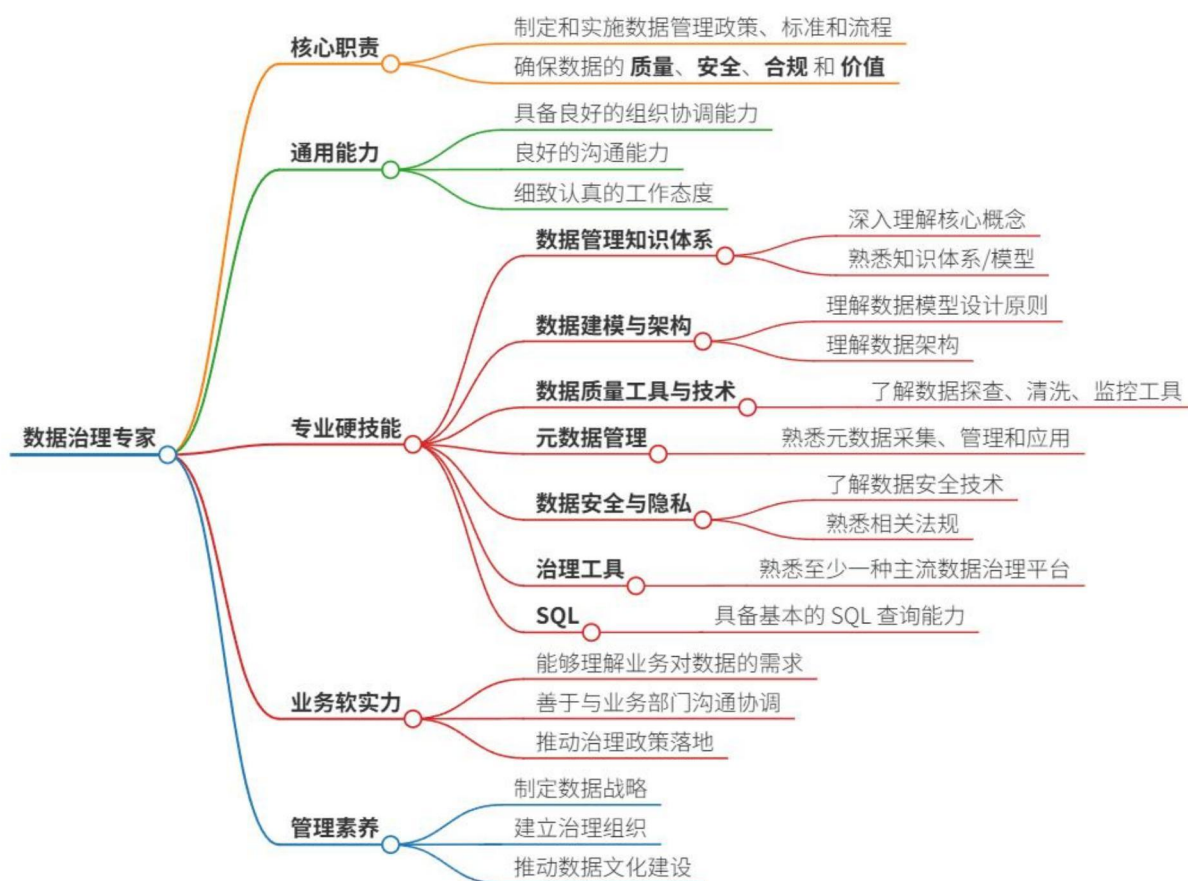 数据治理专家
核心职责
制定和实施数据管理政策、标准和流程
确保数据的 质量、安全、合规 和 价值
通用能力
具备良好的组织协调能力
良好的沟通能力
细致认真的工作态度
专业硬技能
数据管理知识体系
深入理解核心概念
熟悉知识体系/模型
数据建模与架构
理解数据模型设计原则
理解数据架构
数据质量工具与技术
了解数据探查、清洗、监控工具
元数据管理
熟悉元数据采集、管理和应用
数据安全与隐私
了解数据安全技术
熟悉相关法规
治理工具
熟悉至少一种主流数据治理平台
SQL
具备基本的 SQL 查询能力
业务软实力
能够理解业务对数据的需求
善于与业务部门沟通协调
推动治理政策落地
管理素养
制定数据战略
建立治理组织
推动数据文化建设